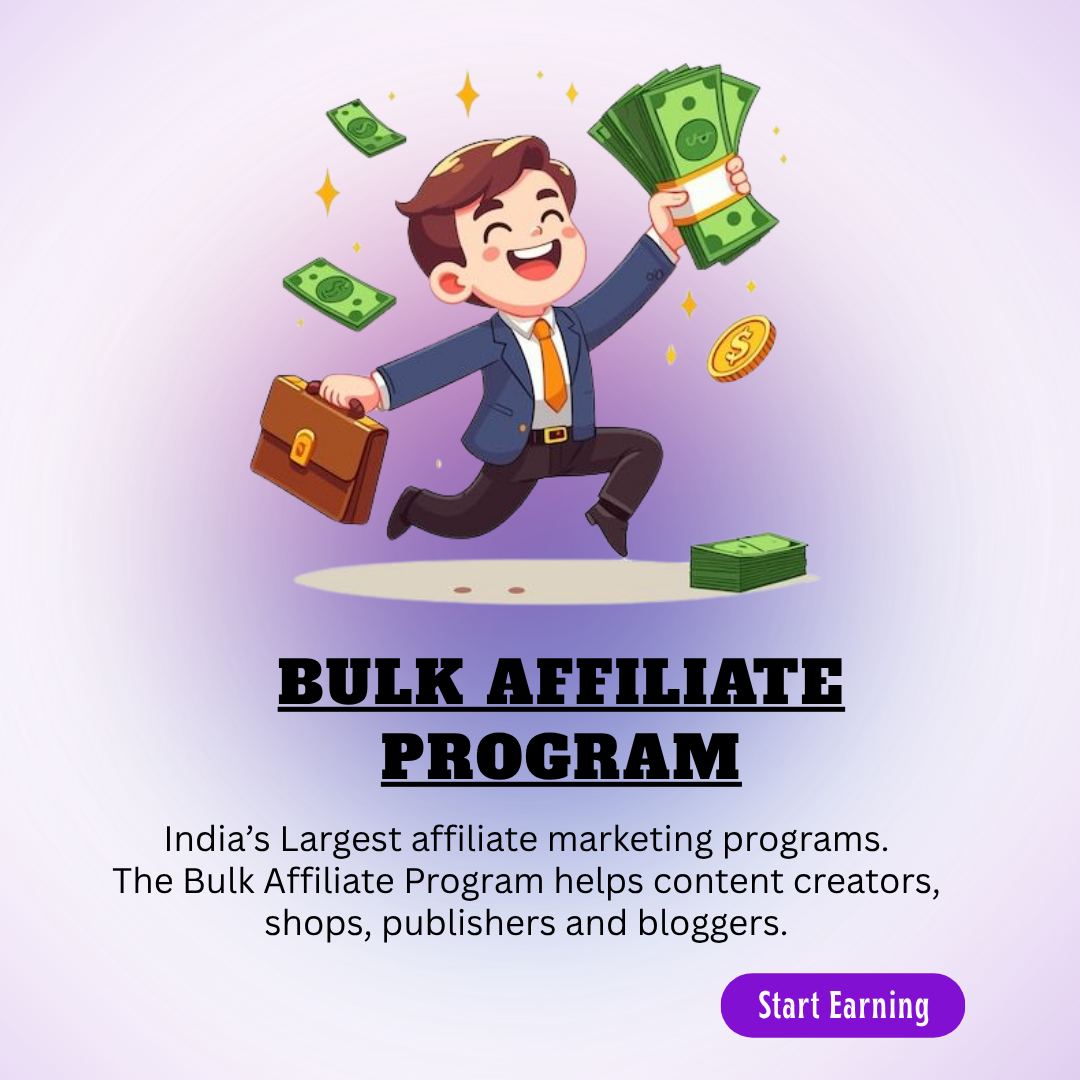 BULK AFFILIATE
PROGRAM
India’s Largest affiliate marketing programs.
The Bulk Affiliate Program helps content creators,
shops, publishers and bloggers.
Start Earning